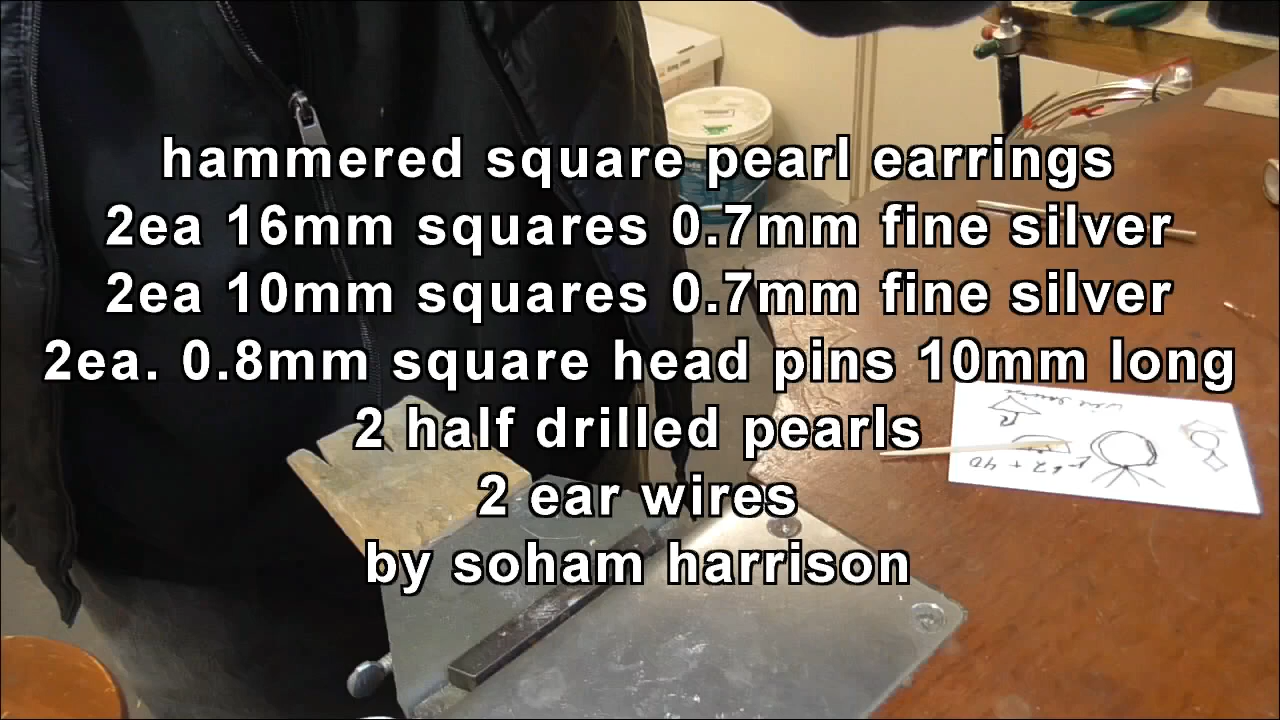 hammered square pearl earrings
2ea 16mm squares 0.7mm fine silver
2ea 10mm squares 0.7mm fine silver
2ea. 0.8mm square head pins 10mm long
2 half drilled pearls
2 ear wires
by soham harrison